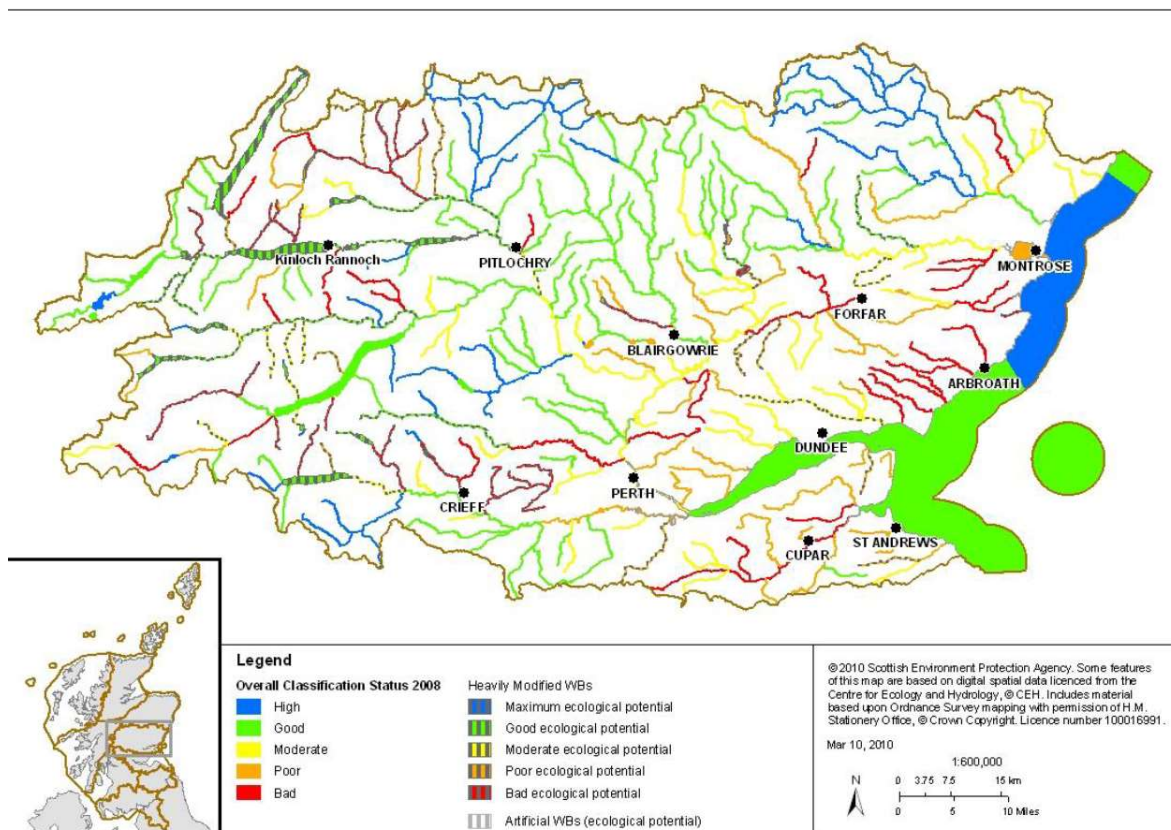 Kinloch Rannoch
PITLOCHRY
MONTROSE
FORFAR
BLAIRGOWRIE
ARBROATH
DUNDEE
PERTH
CRIEFF
ST ANDREWS
CUPAR
Legend
Overall Classification Status 2008
High
Good
Moderate
Poor
Bad
Heavily Modified WBs
Maximum ecological potential
Good ecological potential
Moderate ecological potential
Poor ecological potential
Bad ecological potential
Artificial WBs (ecological potential)
© 2010 Scottish Environment Protection Agency. Some features
of this map are based on digital spatial data licenced from the
Centre for Ecology and Hydrology, © CEH. Includes material
based upon Ordnance Survey mapping with permission of H.M.
Stationery Office, © Crown Copyright. Licence number 100016991.
Mar 10, 2010
1:600,000
N
0 3.75 7.5 15 km
0 5 10 Miles